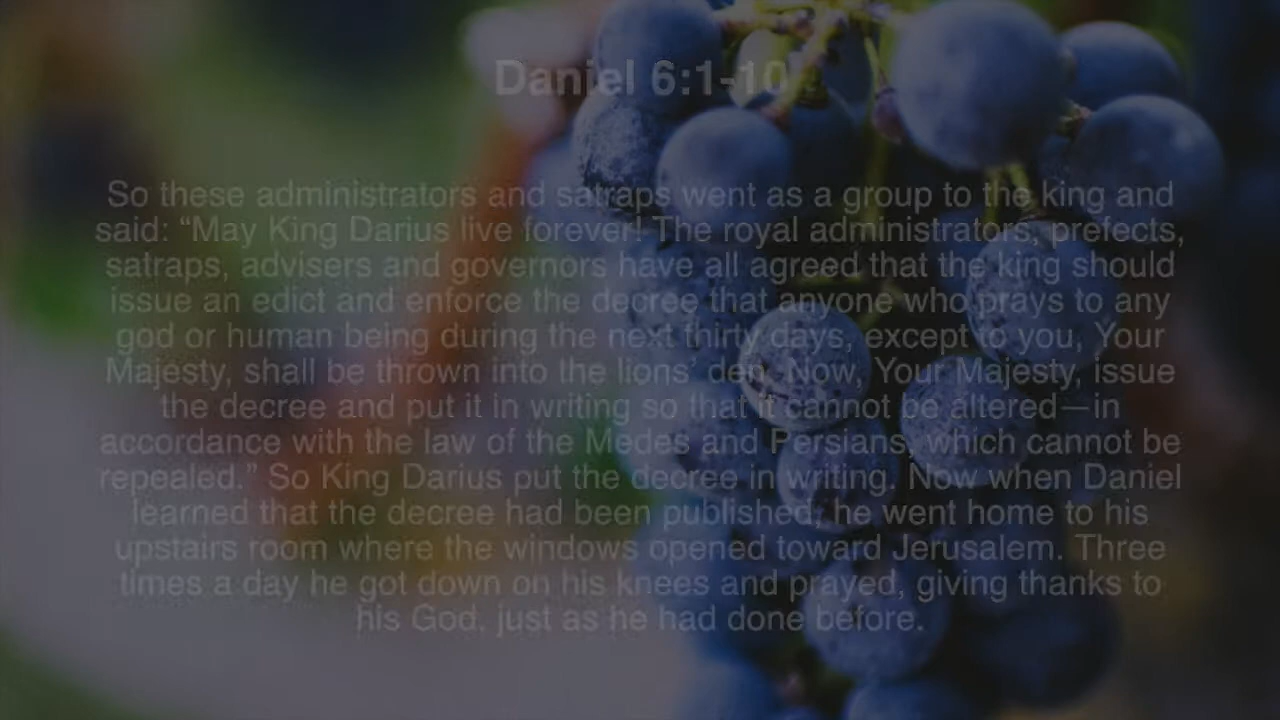 Daniel 6:1-10
So these administrators and satraps went as a group to the king and
said: “May King Darius live forever! The royal administrators, prefects,
satraps, advisers and governors have all agreed that the king should
issue an edict and enforce the decree that anyone who prays to any
god or human being during the next thirty days, except to you, Your
Majesty, shall be thrown into the lions’ den. Now, Your Majesty, issue
the decree and put it in writing so that it cannot be altered—in
accordance with the law of the Medes and Persians, which cannot be
repealed.” So King Darius put the decree in writing. Now when Daniel
learned that the decree had been published, he went home to his
upstairs room where the windows opened toward Jerusalem. Three
times a day he got down on his knees and prayed, giving thanks to
his God, just as he had done before.